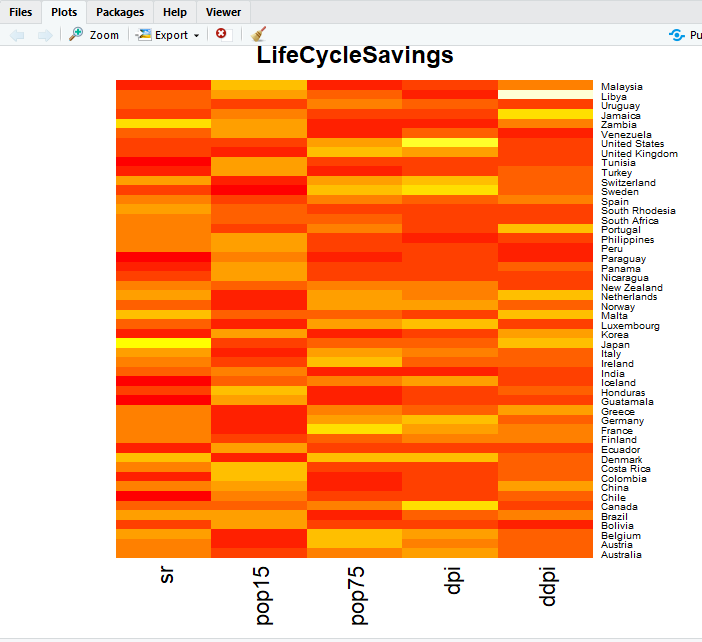 Files Plots Packages Help Viewer
Zoom Export Pu
LifeCycleSavings
Malaysia
Libya
Uruguay
Jamaica
Zambia
Venezuela
United States
United Kingdom
Tunisia
Turkey
Switzerland
Sweden
Spain
South Rhodesia
South Africa
Portugal
Philippines
Peru
Paraguay
Panama
Nicaragua
New Zealand
Netherlands
Norway
Malta
Luxembourg
Korea
Japan
Italy
Ireland
India
Iceland
Honduras
Guatamala
Greece
Germany
France
Finland
Ecuador
Denmark
Costa Rica
Colombia
China
Chile
Canada
Brazil
Bolivia
Belgium
Austria
Australia
sr pop15 pop75 dpi ddpi